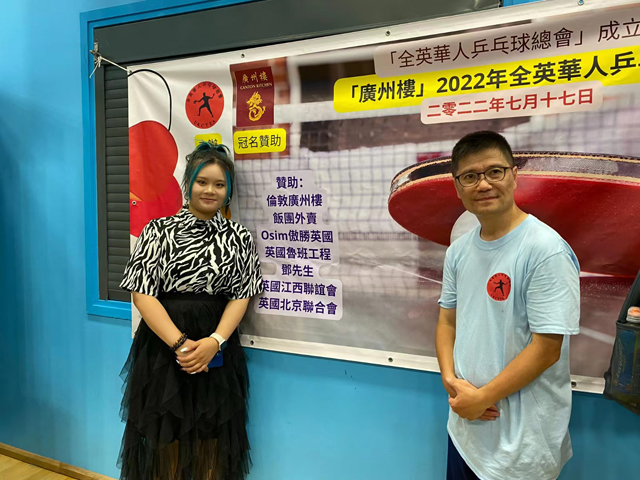 「全英華人乒乓球總會」成立
「廣州樓」2022年全英華人乒乓
二零二二年七月十七日
廣州樓
CANTON KITCHEN
冠名贊助
贊助：
倫敦廣州樓
飯團外賣
Osim傲勝英國
英國魯班工程
鄧先生
英國江西聯誼會
英國北京聯合會